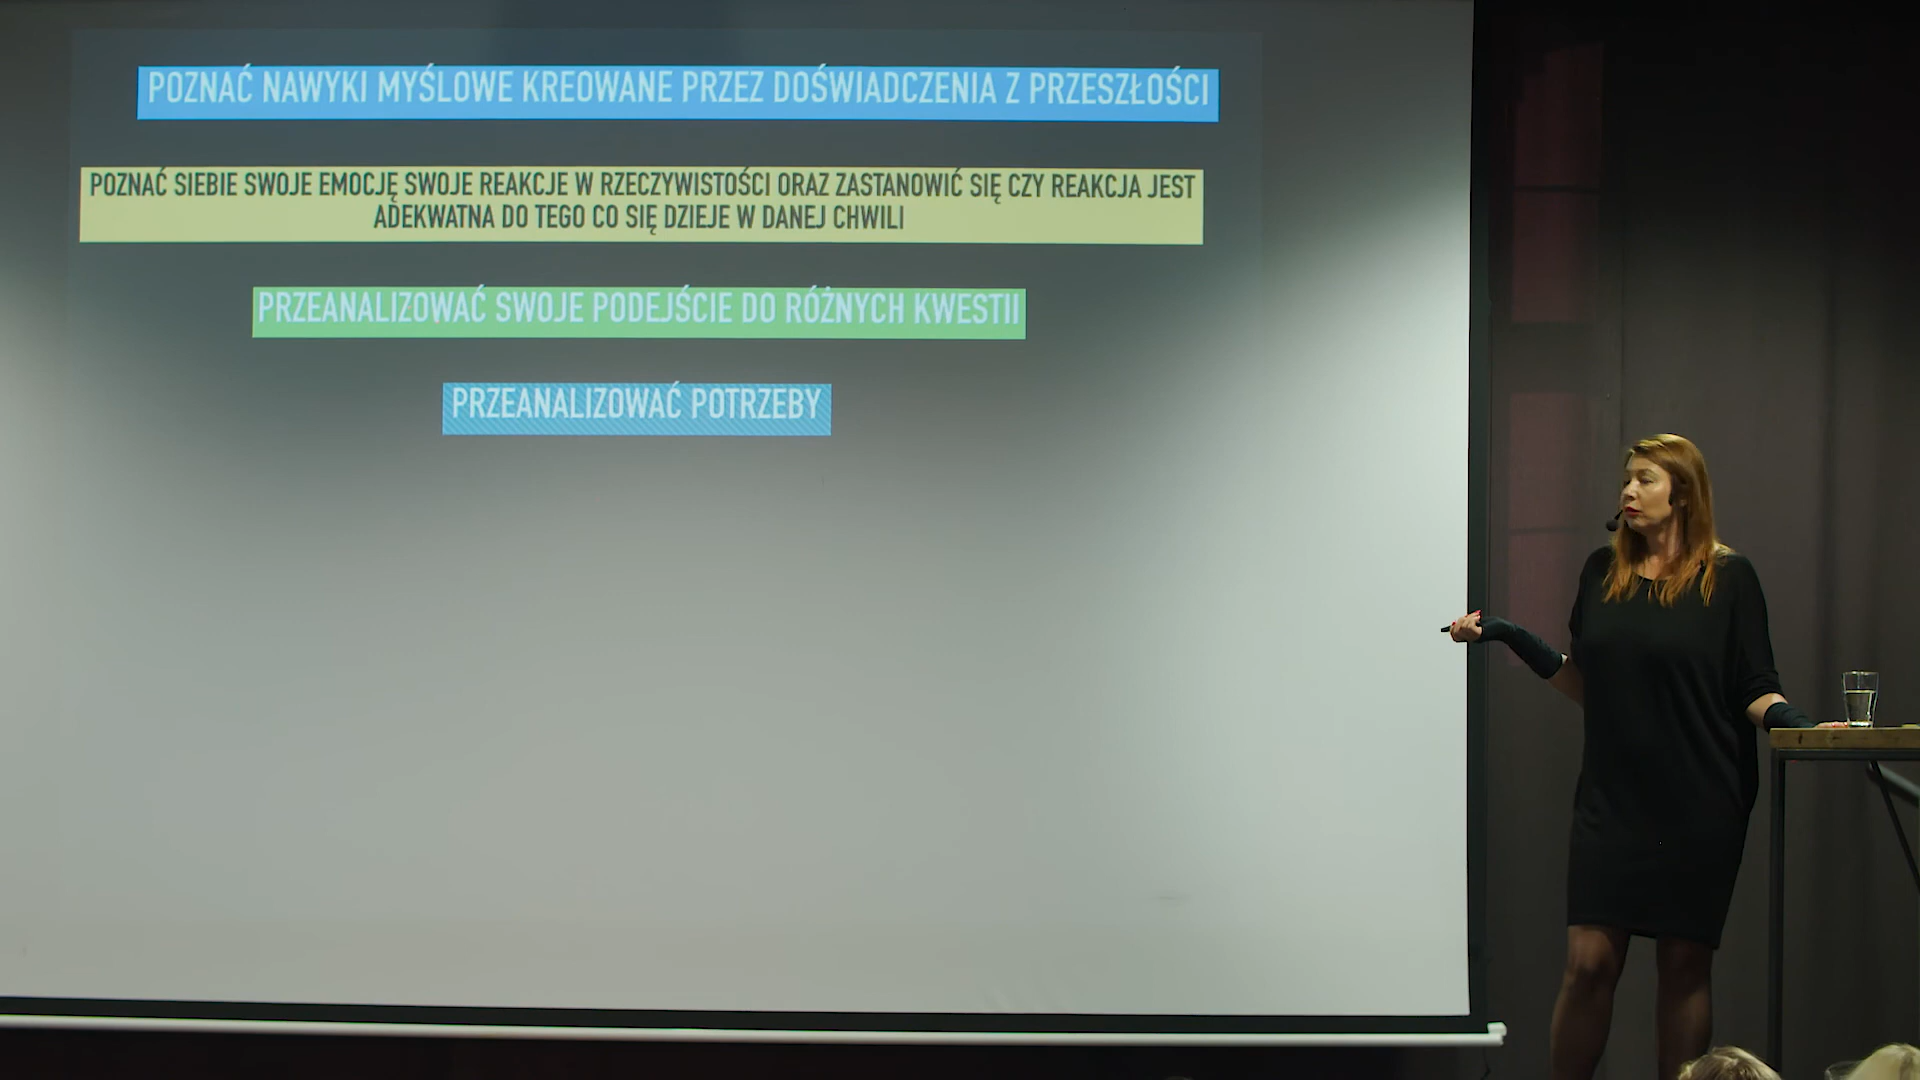 POZNAĆ NAWYKI MYŚLOWE KREOWANE PRZEZ DOŚWIADCZENIA Z PRZESZŁOŚCI
POZNAĆ SIEBIE SWOJE EMOCJĘ SWOJE REAKCJE W RZECZYWISTOŚCI ORAZ ZASTANOWIĆ SIĘ CZY REAKCJA JEST
ADEKWATNA DO TEGO CO SIĘ DZIEJE W DANEJ CHWILI
PRZEANALIZOWAĆ SWOJE PODEJŚCIE DO RÓŻNYCH KWESTII
PRZEANALIZOWAĆ POTRZEBY